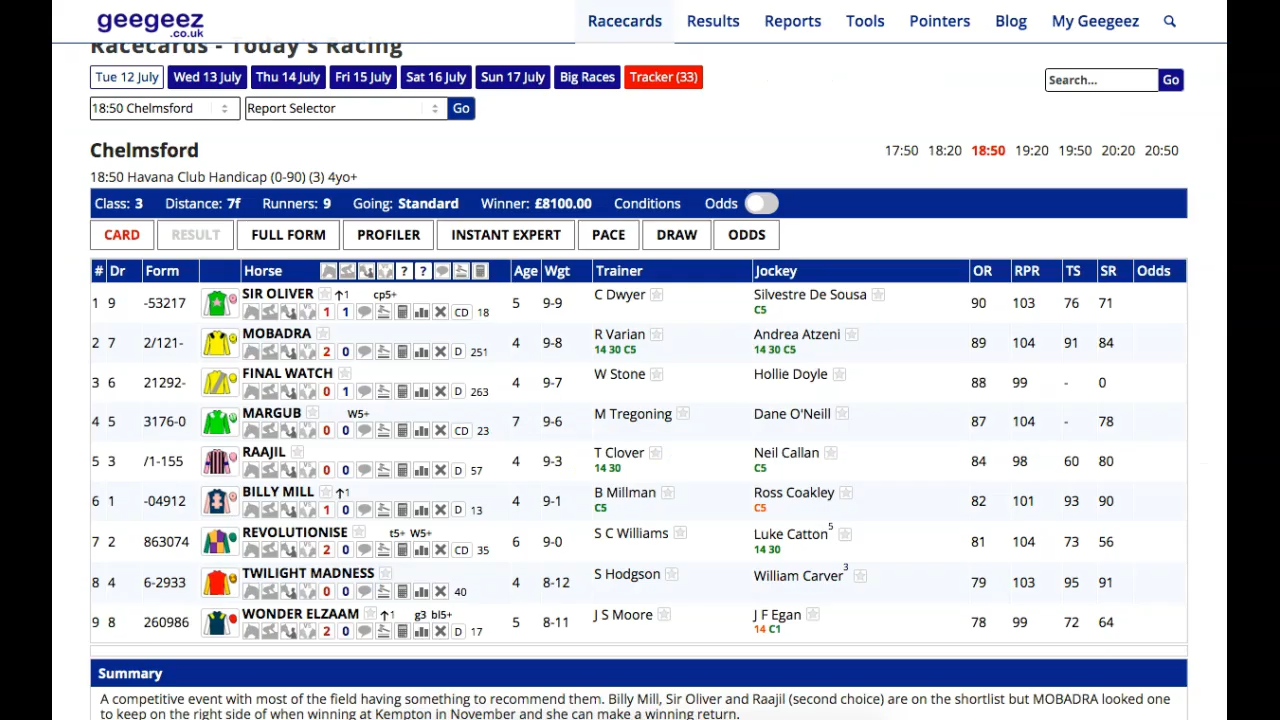 geegeez
.co.uk
Racecards Results Reports Tools Pointers Blog My Geegeez
Racecards - Today's Racing
Tue 12 July Wed 13 July Thu 14 July Fri 15 July Sat 16 July Sun 17 July Big Races Tracker (33)
Search... Go
18:50 Chelmsford Report Selector Go
Chelmsford 17:50 18:20 18:50 19:20 19:50 20:20 20:50
18:50 Havana Club Handicap (0-90) (3) 4yo+
Class: 3 Distance: 7f Runners: 9 Going: Standard Winner: £8100.00 Conditions Odds
CARD RESULT FULL FORM PROFILER INSTANT EXPERT PACE DRAW ODDS
# Dr Form Horse ? ? Age Wgt Trainer Jockey OR RPR TS SR Odds
1 9 -53217 SIR OLIVER ↑1 cp5+ 5 9-9 C Dwyer Silvestre De Sousa 90 103 76 71
1 1 CD 18 C5
2 7 2/121- MOBADRA 4 9-8 R Varian Andrea Atzeni 89 104 91 84
2 0 D 251 14 30 C5 14 30 C5
3 6 21292- FINAL WATCH 4 9-7 W Stone Hollie Doyle 88 99 - 0
0 1 D 263
4 5 3176-0 MARGUB W5+ 7 9-6 M Tregoning Dane O'Neill 87 104 - 78
0 0 CD 23
5 3 /1-155 RAAJIL 4 9-3 T Clover Neil Callan 84 98 60 80
0 0 D 57 14 30 C5
6 1 -04912 BILLY MILL ↑1 4 9-1 B Millman Ross Coakley 82 101 93 90
1 0 D 13 C5 C5
7 2 863074 REVOLUTIONISE t5+ W5+ 6 9-0 S C Williams Luke Catton5 81 104 73 56
2 0 CD 35 14 30
8 4 6-2933 TWILIGHT MADNESS 4 8-12 S Hodgson William Carver3 79 103 95 91
0 0 40
9 8 260986 WONDER ELZAAM ↑1 g3 bl5+ 5 8-11 J S Moore J F Egan 78 99 72 64
2 0 D 17 14 C1
Summary
A competitive event with most of the field having something to recommend them. Billy Mill, Sir Oliver and Raajil (second choice) are on the shortlist but MOBADRA looked one
to keep on the right side of when winning at Kempton in November and she can make a winning return.